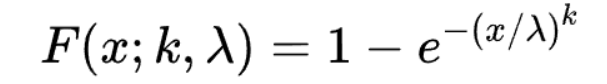 F(x; k, λ) = 1 − e^{−(x/λ)^k}